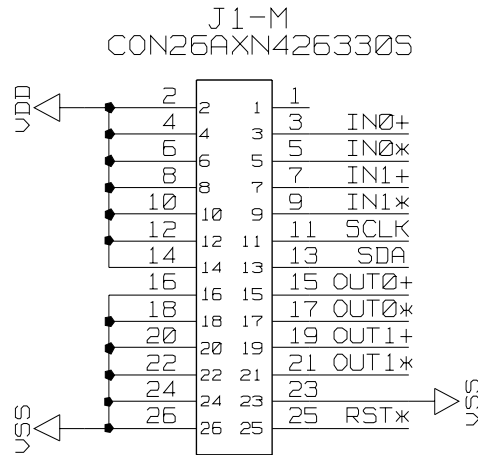 J1-M
CON26AXN426330S
VDD
2 2 1 1
4 4 3 3 IN0+
6 6 5 5 IN0*
8 8 7 7 IN1+
10 10 9 9 IN1*
12 12 11 11 SCLK
14 14 13 13 SDA
16 16 15 15 OUT0+
18 18 17 17 OUT0*
20 20 19 19 OUT1+
22 22 21 21 OUT1*
24 24 23 23
VSS
26 26 25 25 RST*
VSS